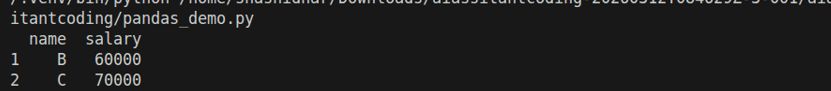 itantcoding/pandas_demo.py
name salary
1 B 60000
2 C 70000